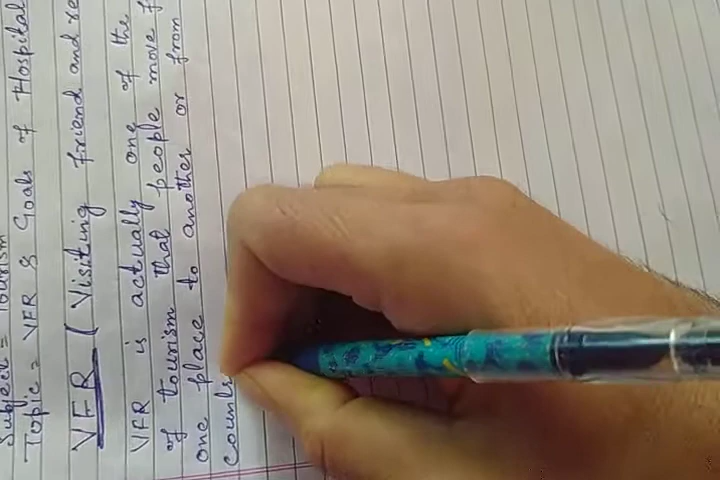 Subject = Tourism
Topic = VFR & Goals of Hospital
VFR (Visiting friend and re
VFR is actually one of the
of tourism that people move f
one place to another or from
count